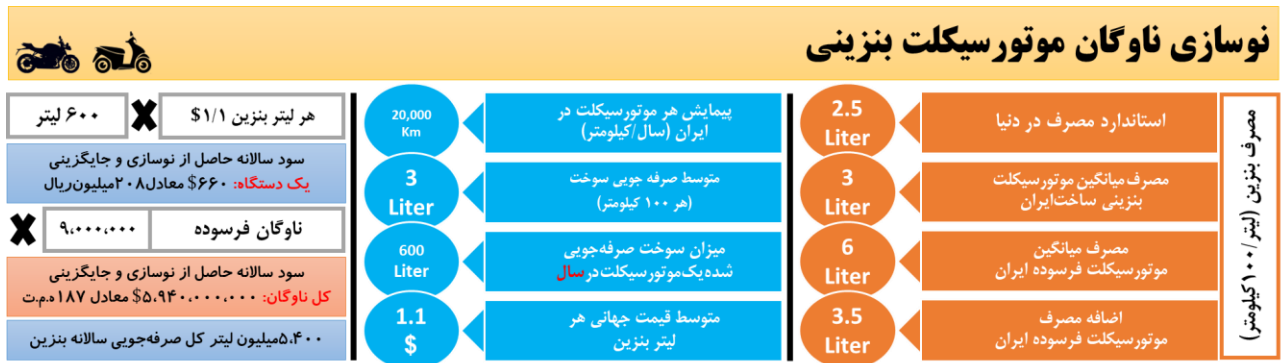 نوسازی ناوگان موتورسیکلت بنزینی
مصرف بنزین (لیتر/۱۰۰کیلومتر)
استاندارد مصرف در دنیا
2.5
Liter
مصرف میانگین موتورسیکلت
بنزینی ساخت‌ایران
3
Liter
مصرف میانگین
موتورسیکلت فرسوده ایران
6
Liter
اضافه مصرف
موتورسیکلت فرسوده ایران
3.5
Liter
پیمایش هر موتورسیکلت در
ایران (سال/کیلومتر)
20,000
Km
متوسط صرفه جویی سوخت
(هر ۱۰۰ کیلومتر)
3
Liter
میزان سوخت صرفه‌جویی
شده‌یک‌موتورسیکلت‌در‌سال
600
Liter
متوسط قیمت جهانی هر
لیتر بنزین
1.1
$
هر لیتر بنزین ۱/۱$
۶۰۰ لیتر
سود سالانه حاصل از نوسازی و جایگزینی
یک دستگاه: ۶۶۰$ معادل۲۰۸میلیون‌ریال
ناوگان فرسوده
۹،۰۰۰،۰۰۰
سود سالانه حاصل از نوسازی و جایگزینی
کل ناوگان: ۵،۹۴۰،۰۰۰،۰۰۰$ معادل ۱۸۷ ه.م.ت
۵،۴۰۰میلیون لیتر کل صرفه‌جویی سالانه بنزین